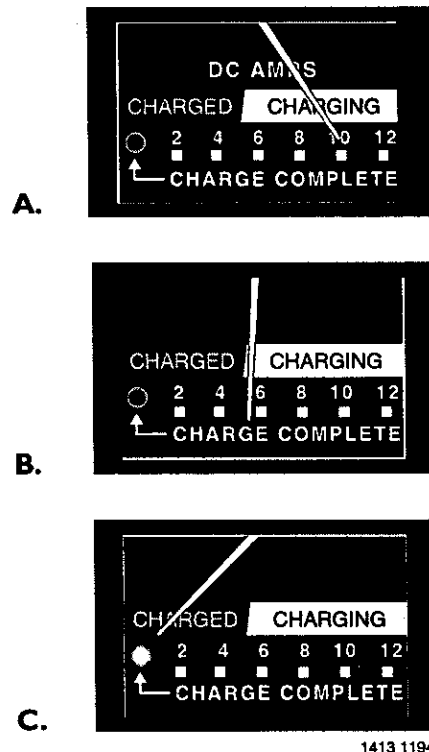 DC AMPS
CHARGED CHARGING
2 4 6 8 10 12
CHARGE COMPLETE
A.
CHARGED CHARGING
2 4 6 8 10 12
CHARGE COMPLETE
B.
CHARGED CHARGING
2 4 6 8 10 12
CHARGE COMPLETE
C.
1413 1194